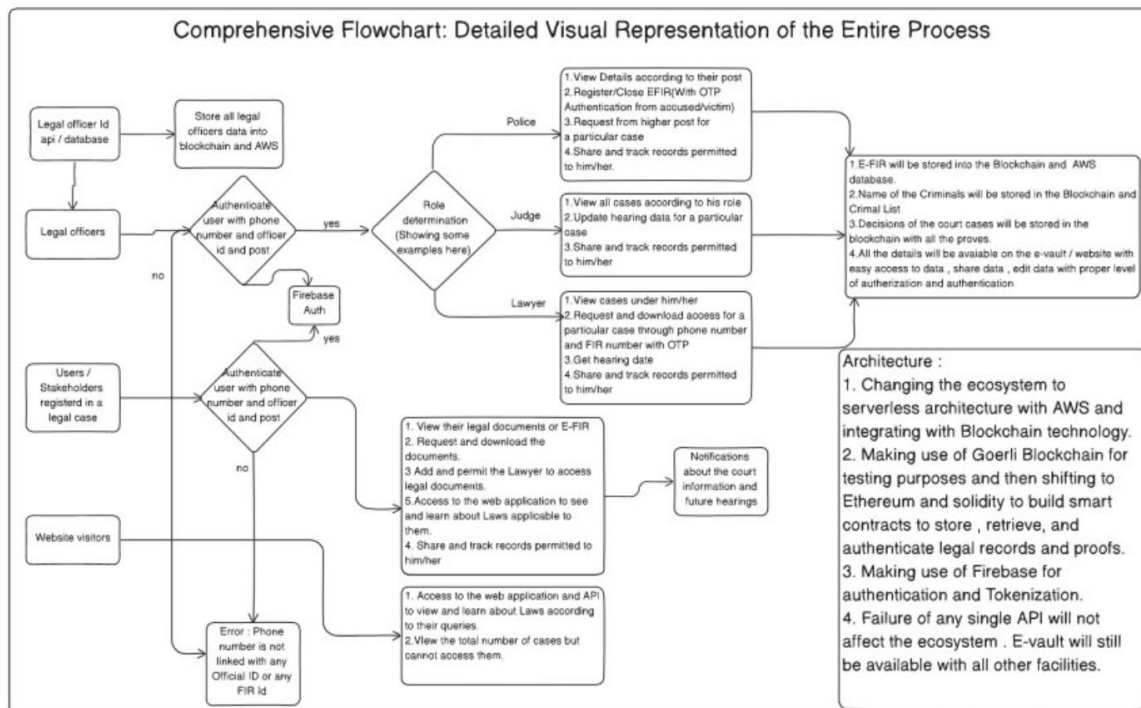 Comprehensive Flowchart: Detailed Visual Representation of the Entire Process
Legal officer Id
api / database
Store all legal
officers data into
blockchain and AWS
Legal officers
Authenticate
user with phone
number and officer
id and post
yes
no
Role
determination
(Showing some
examples here)
Police
Judge
Lawyer
1.View Details according to their post
2.Register/Close EFIR(With OTP
Authentication from accused/victim)
3.Request from higher post for
a particular case
4.Share and track records permitted
to him/her.
1.View all cases according to his role
2.Update hearing data for a particular
case
3.Share and track records permitted
to him/her
1.View cases under him/her
2.Request and download access for a
particular case through phone number
and FIR number with OTP
3.Get hearing date
4.Share and track records permitted
to him/her
1.E-FIR will be stored into the Blockchain and AWS
database.
2.Name of the Criminals will be stored in the Blockchain and
Crimal List
3.Decisions of the court cases will be stored in the
blockchain with all the proves.
4.All the details will be avaiable on the e-vault / website with
easy access to data , share data , edit data with proper level
of autherization and authentication
Firebase
Auth
yes
Users /
Stakeholders
registerd in a
legal case
Authenticate
user with phone
number and officer
id and post
no
1. View their legal documents or E-FIR
2. Request and download the
documents.
3 Add and permit the Lawyer to access
legal documents.
5.Access to the web application to see
and learn about Laws applicable to
them.
4. Share and track records permitted to
him/her
Notifications
about the court
information and
future hearings
Website visitors
1. Access to the web application and API
to view and learn about Laws according
to their queries.
2.View the total number of cases but
cannot access them.
Error : Phone
number is not
linked with any
Official ID or any
FIR Id
Architecture :
1. Changing the ecosystem to
serverless architecture with AWS and
integrating with Blockchain technology.
2. Making use of Goerli Blockchain for
testing purposes and then shifting to
Ethereum and solidity to build smart
contracts to store , retrieve, and
authenticate legal records and proofs.
3. Making use of Firebase for
authentication and Tokenization.
4. Failure of any single API will not
affect the ecosystem . E-vault will still
be available with all other facilities.